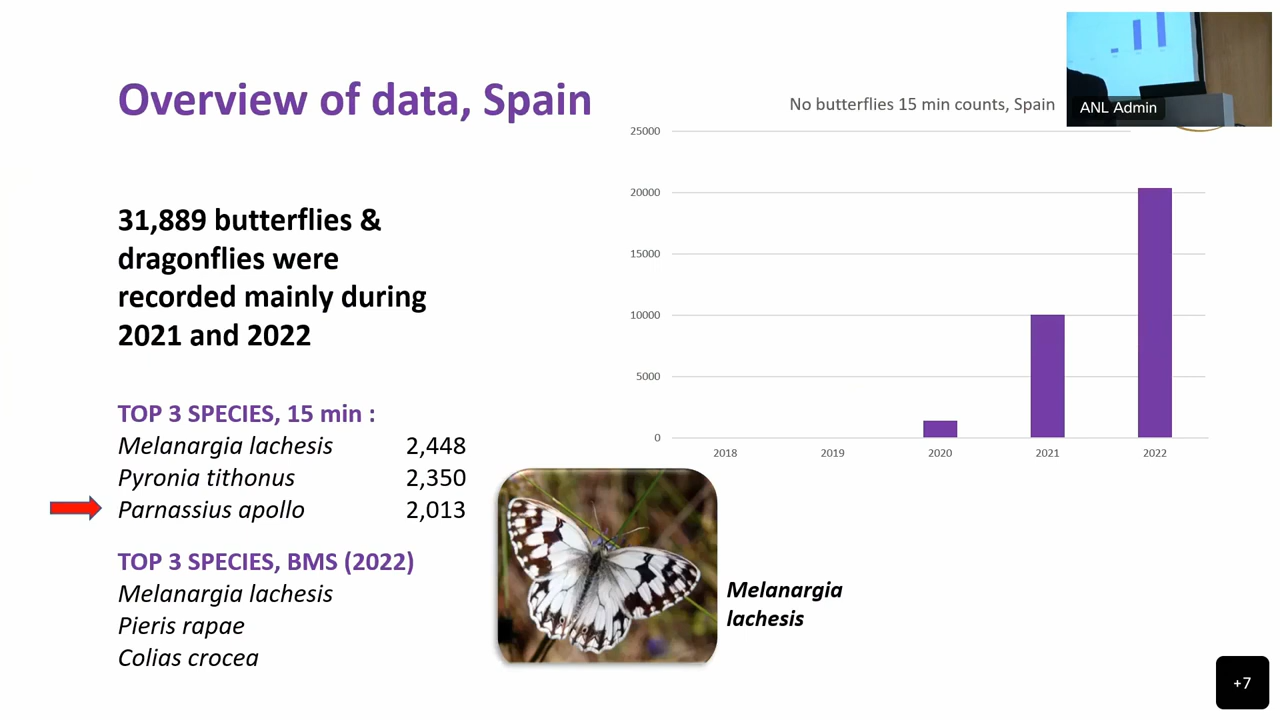 Overview of data, Spain
31,889 butterflies &
dragonflies were
recorded mainly during
2021 and 2022
TOP 3 SPECIES, 15 min :
Melanargia lachesis 2,448
Pyronia tithonus 2,350
Parnassius apollo 2,013
TOP 3 SPECIES, BMS (2022)
Melanargia lachesis
Pieris rapae
Colias crocea
No butterflies 15 min counts, Spain
25000
20000
15000
10000
5000
0
2018 2019 2020 2021 2022
Melanargia
lachesis
ANL Admin
+7